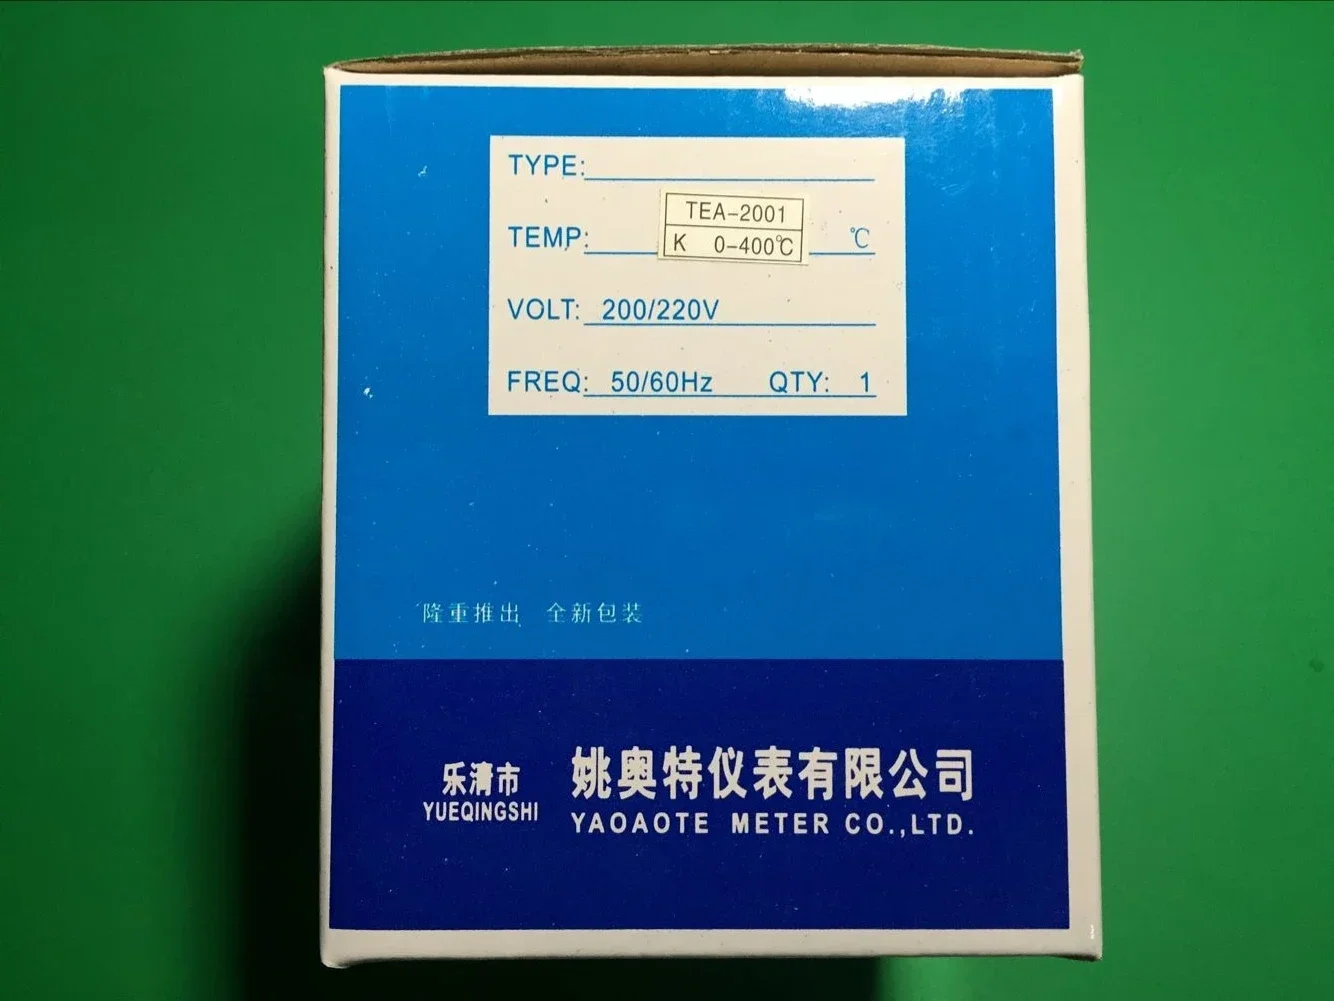 TYPE:
TEA-2001
TEMP: K 0-400℃ ℃
VOLT: 200/220V
FREQ: 50/60Hz QTY: 1
隆重推出 全新包装
乐清市 姚奥特仪表有限公司
YUEQINGSHI YAOAOTE METER CO.,LTD.